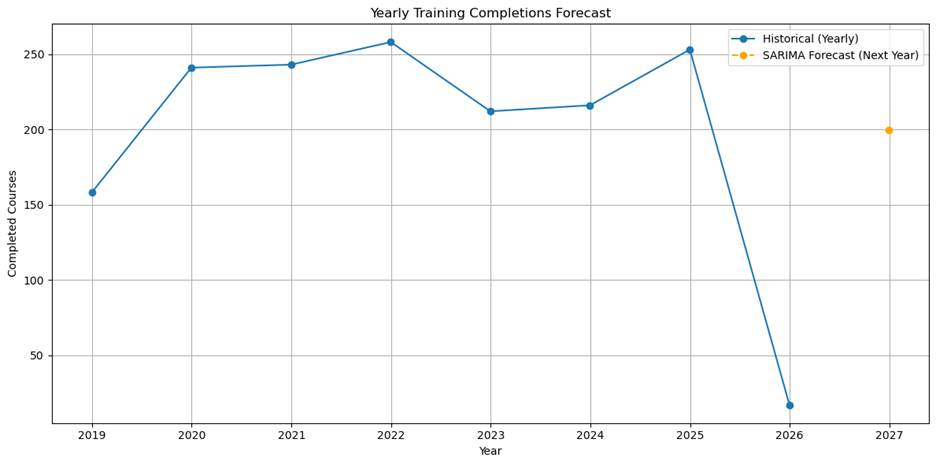 Yearly Training Completions Forecast
Historical (Yearly)
SARIMA Forecast (Next Year)
Completed Courses
250
200
150
100
50
2019 2020 2021 2022 2023 2024 2025 2026 2027
Year